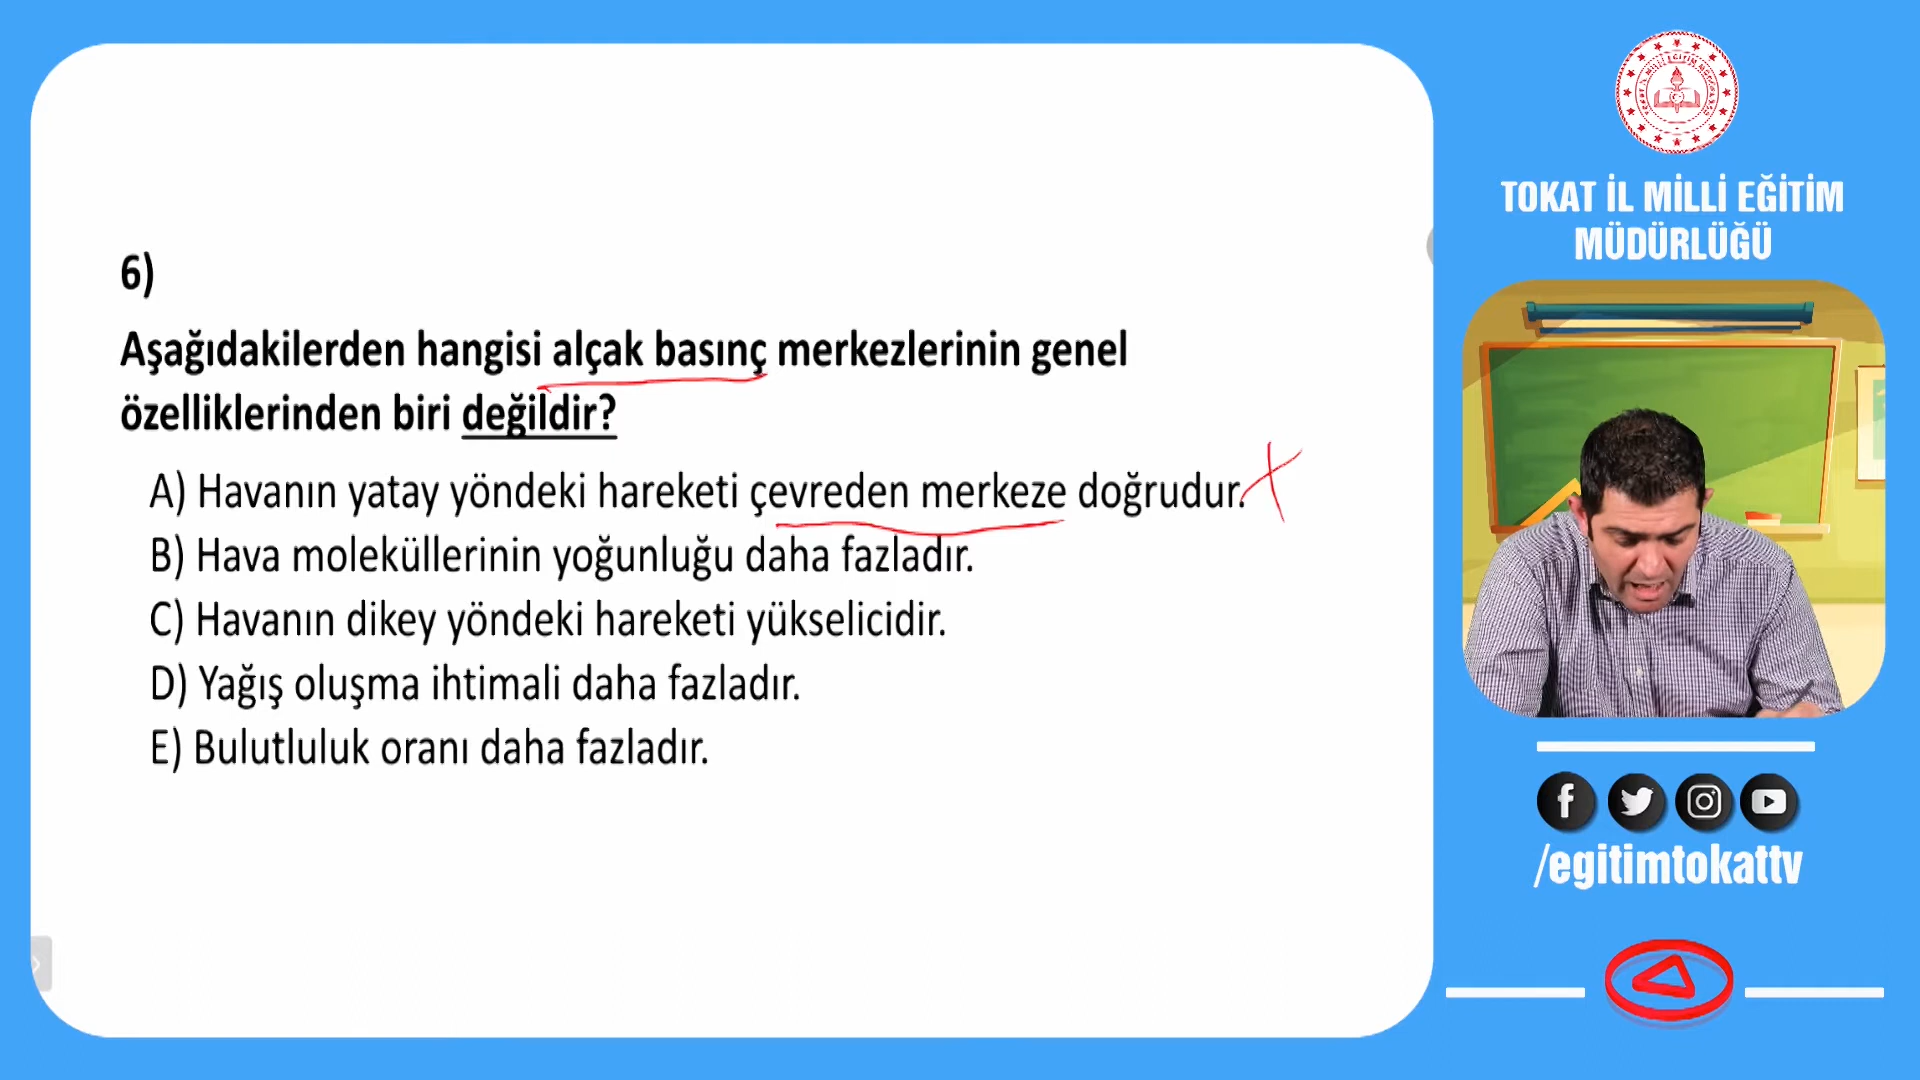 6)
Aşağıdakilerden hangisi alçak basınç merkezlerinin genel
özelliklerinden biri değildir?
A) Havanın yatay yöndeki hareketi çevreden merkeze doğrudur.
B) Hava moleküllerinin yoğunluğu daha fazladır.
C) Havanın dikey yöndeki hareketi yükselicidir.
D) Yağış oluşma ihtimali daha fazladır.
E) Bulutluluk oranı daha fazladır.
TOKAT İL MİLLİ EĞİTİM
MÜDÜRLÜĞÜ
/egitimtokattv